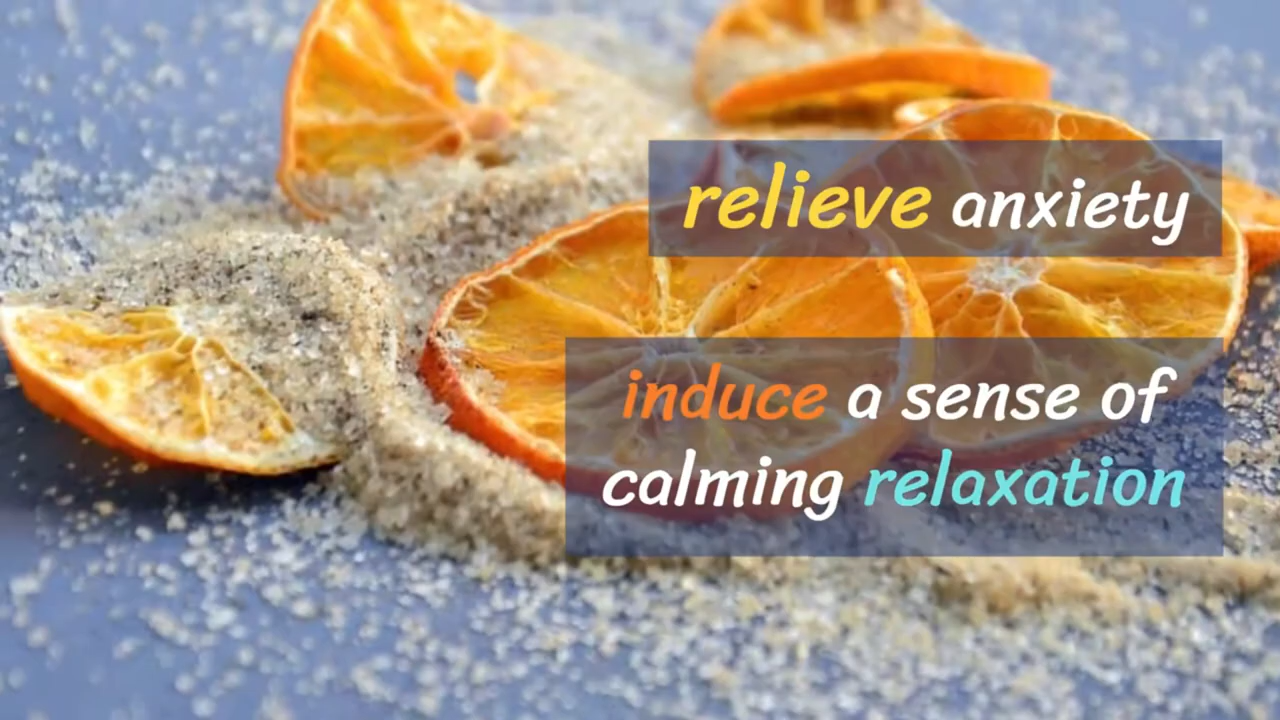 relieve anxiety
induce a sense of
calming relaxation